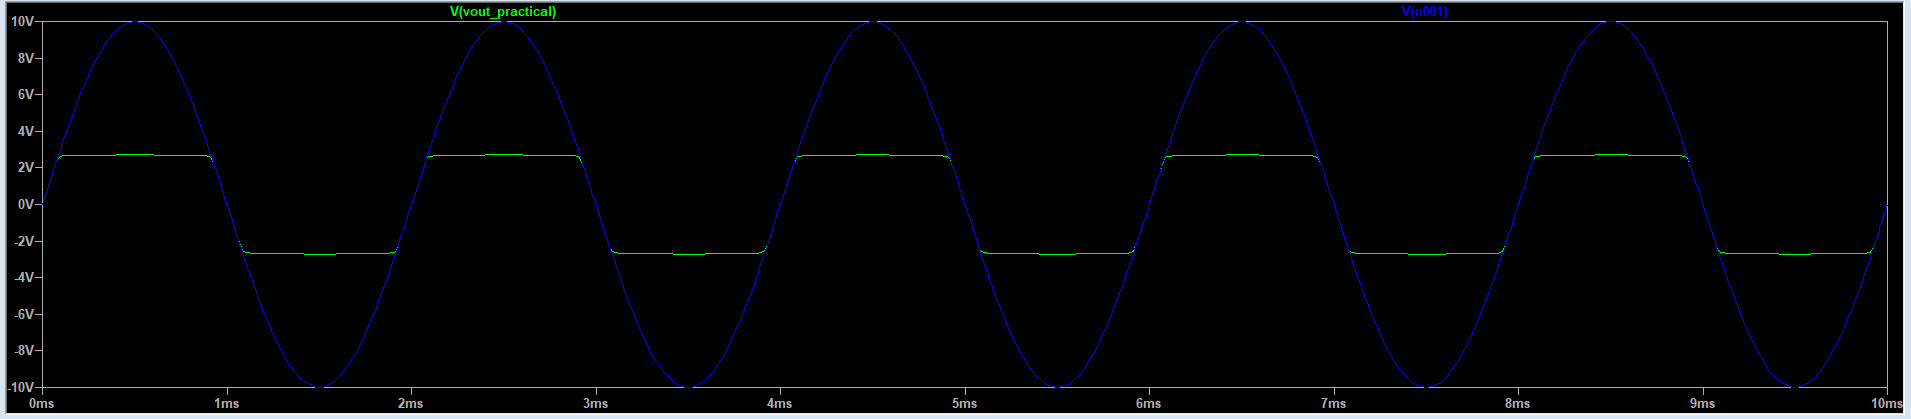 V(vout_practical) V(n001)
10V
8V
6V
4V
2V
0V
-2V
-4V
-6V
-8V
-10V
0ms 1ms 2ms 3ms 4ms 5ms 6ms 7ms 8ms 9ms 10ms